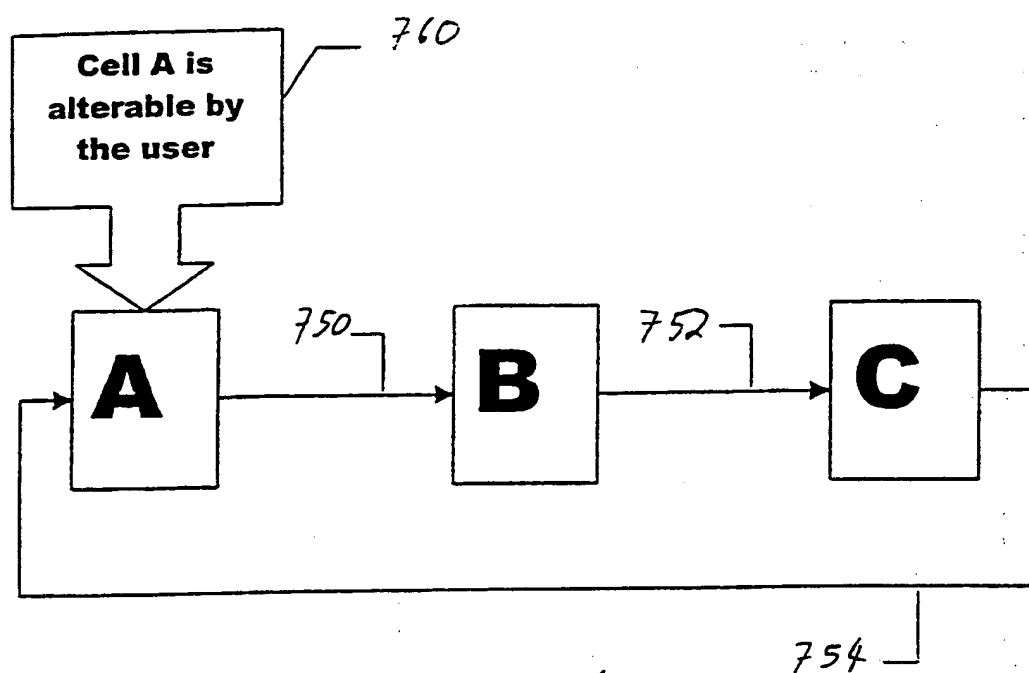 760
Cell A is
alterable by
the user
750
752
A
B
C
754